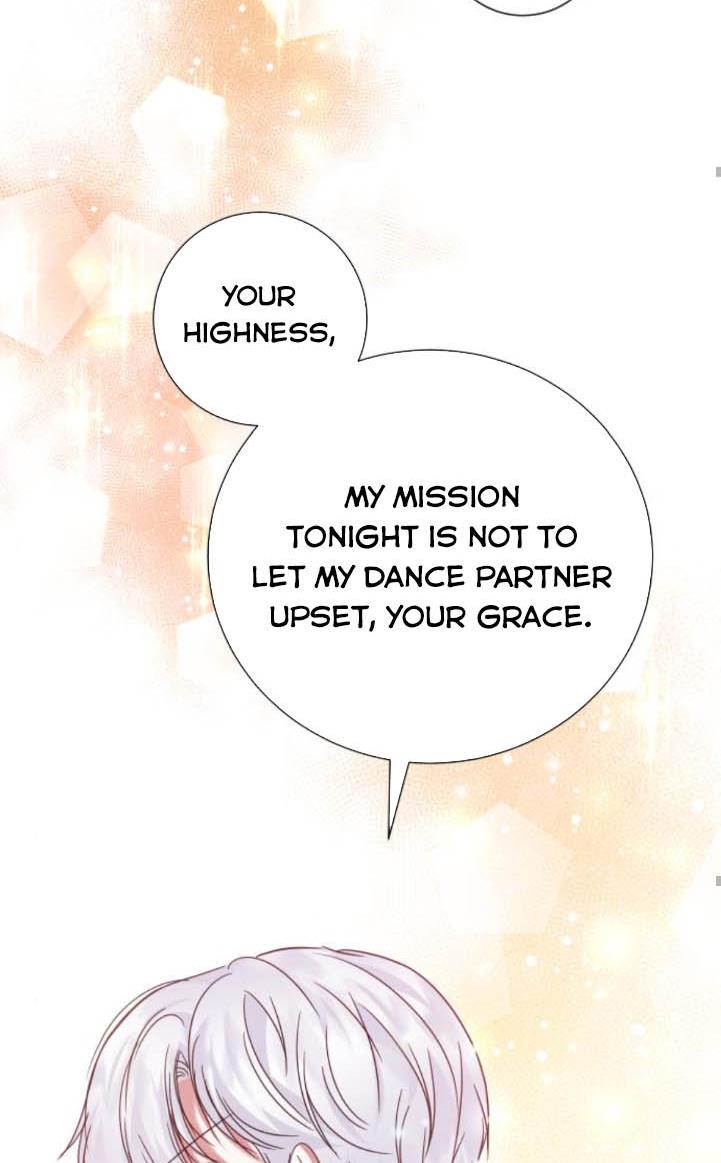 YOUR
HIGHNESS,
MY MISSION
TONIGHT IS NOT TO
LET MY DANCE PARTNER
UPSET, YOUR GRACE.